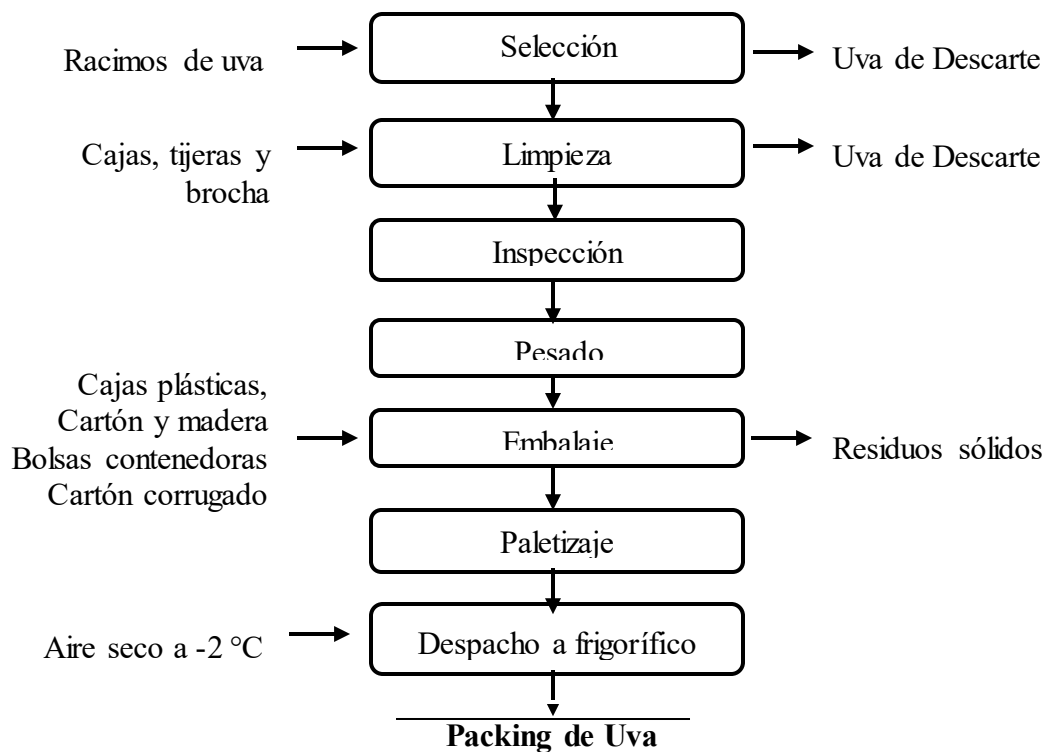 Selección
Racimos de uva
Uva de Descarte
Limpieza
Cajas, tijeras y
brocha
Uva de Descarte
Inspección
Pesado
Cajas plásticas,
Cartón y madera
Bolsas contenedoras
Cartón corrugado
Embalaje
Residuos sólidos
Paletizaje
Aire seco a -2 °C
Despacho a frigorífico
Packing de Uva